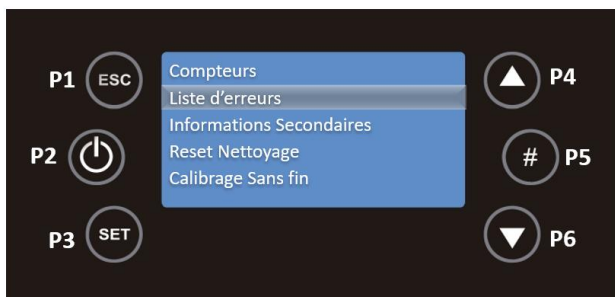 P1 ESC
P2
P3 SET
Compteurs
Liste d’erreurs
Informations Secondaires
Reset Nettoyage
Calibrage Sans fin
P4
# P5
P6